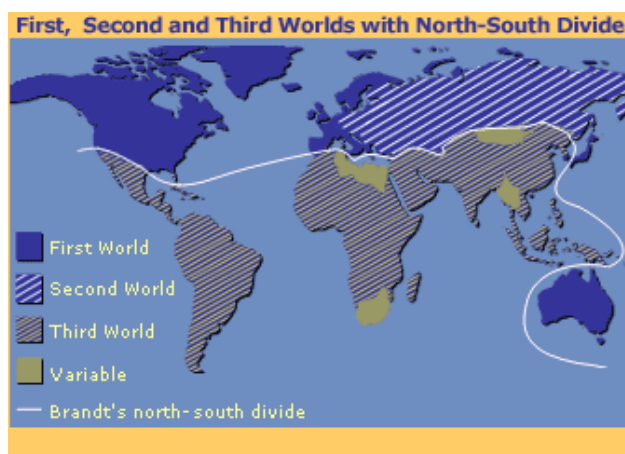 First, Second and Third Worlds with North-South Divide
First World
Second World
Third World
Variable
Brandt's north-south divide